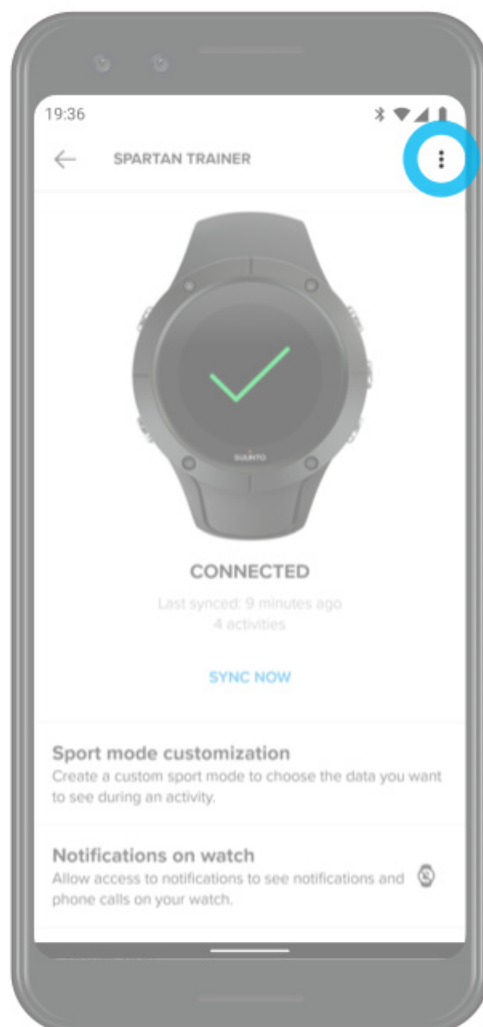 19:36
SPARTAN TRAINER
SUUNTO
CONNECTED
Last synced: 9 minutes ago
4 activities
SYNC NOW
Sport mode customization
Create a custom sport mode to choose the data you want
to see during an activity.
Notifications on watch
Allow access to notifications to see notifications and
phone calls on your watch.